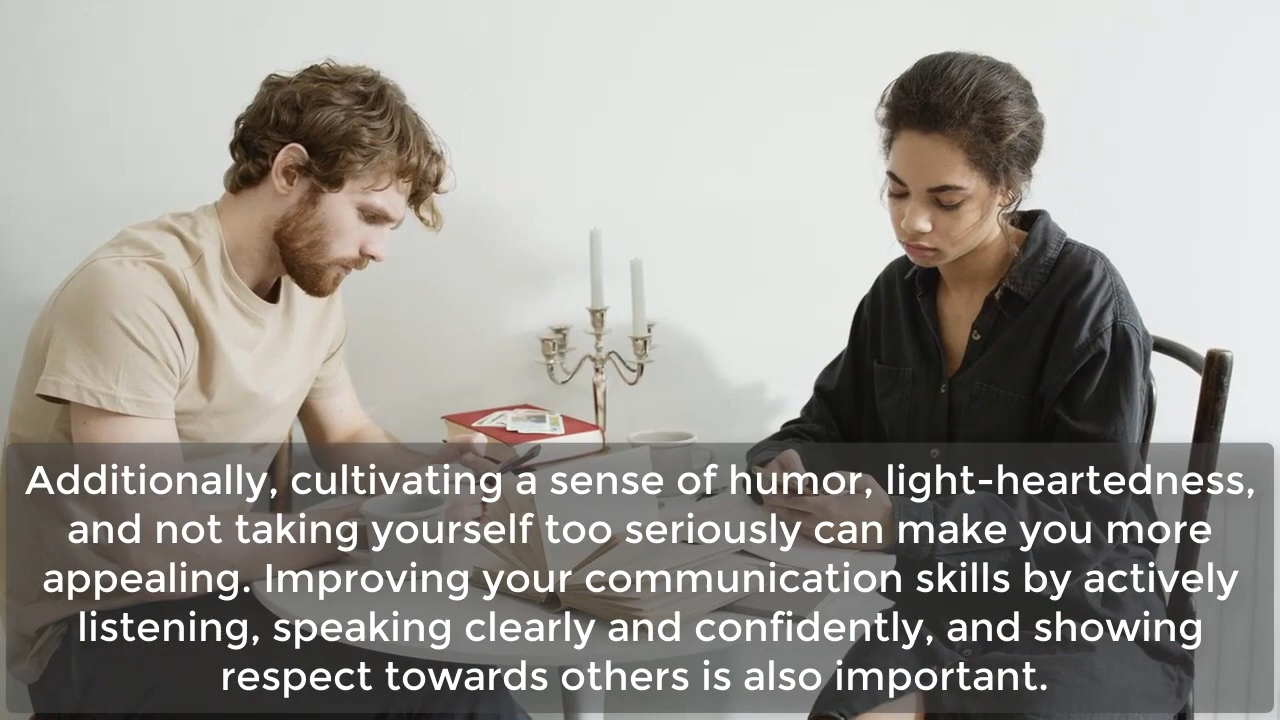 Additionally, cultivating a sense of humor, light-heartedness,
and not taking yourself too seriously can make you more
appealing. Improving your communication skills by actively
listening, speaking clearly and confidently, and showing
respect towards others is also important.